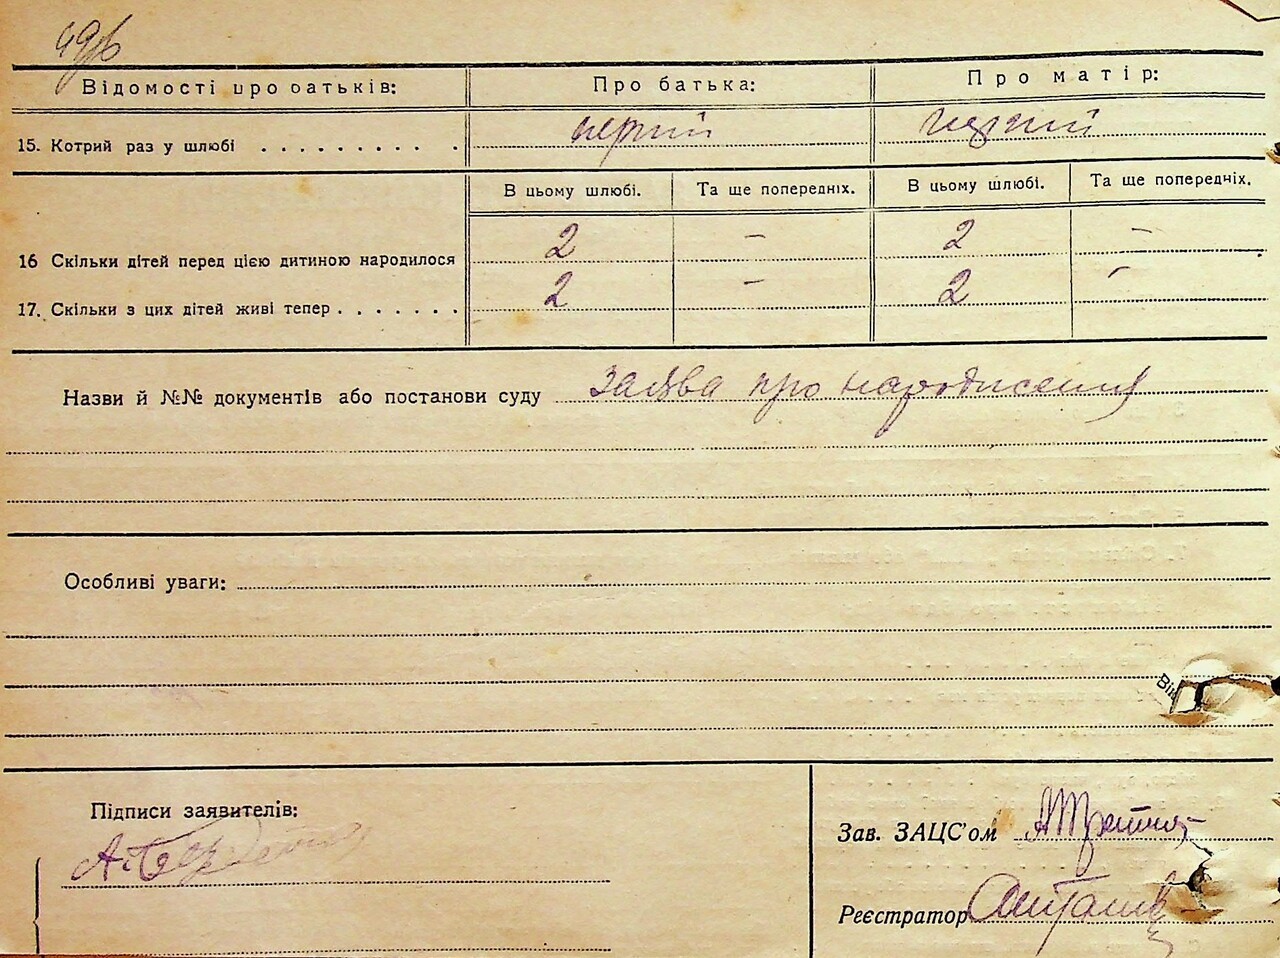 Відомості про батьків: Про батька: Про матір:
15. Котрий раз у шлюбі . . . . . . . . . . перший перший
В цьому шлюбі. Та ще попередніх. В цьому шлюбі. Та ще попередніх.
16 Скільки дітей перед цією дитиною народилося 2 – 2 –
17. Скільки з цих дітей живі тепер . . . . . . . 2 – 2 –
Назви й №№ документів або постанови суду заява про народження
Особливі уваги:
Він
Підписи заявителів:
Зав. ЗАЦС'ом
Реєстратор